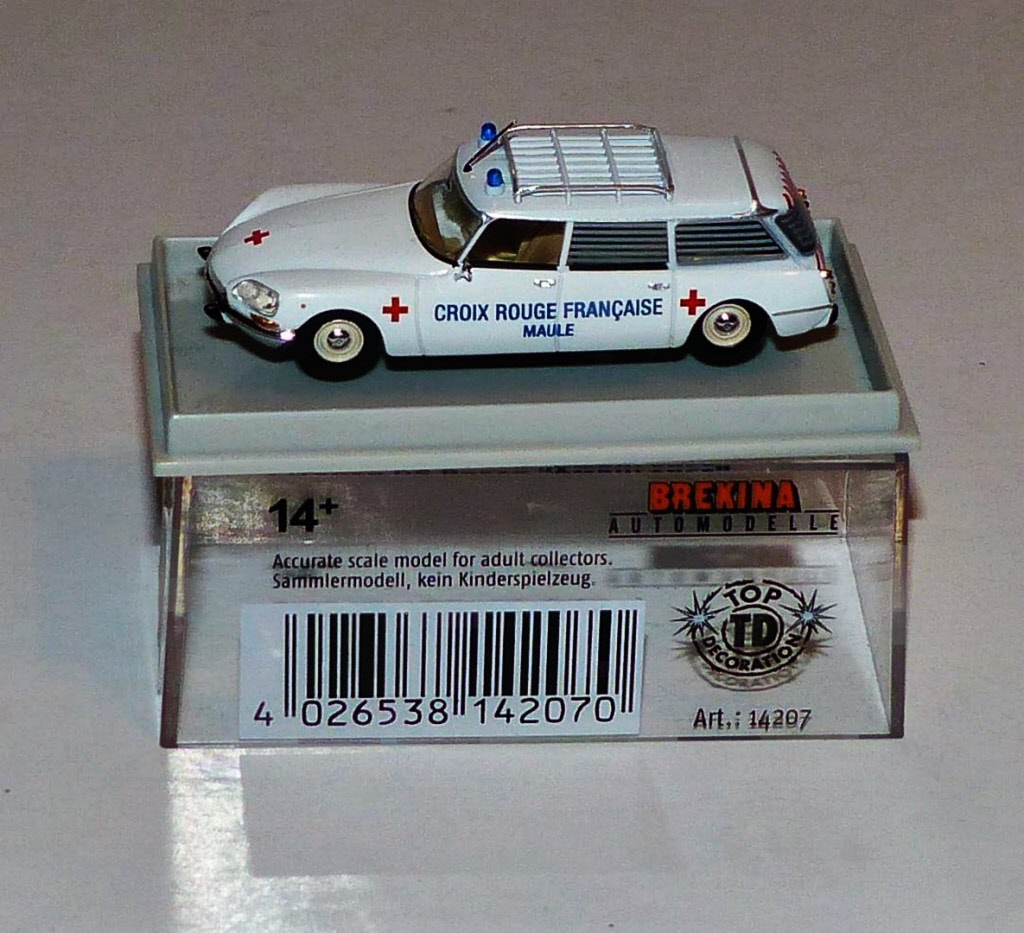 CROIX ROUGE FRANÇAISE
MAULE
14+
BREKINA
AUTOMODELLE
Accurate scale model for adult collectors.
Sammlermodell, kein Kinderspielzeug.
TOP
TD
DECORATION
4 026538 142070
Art.: 14207